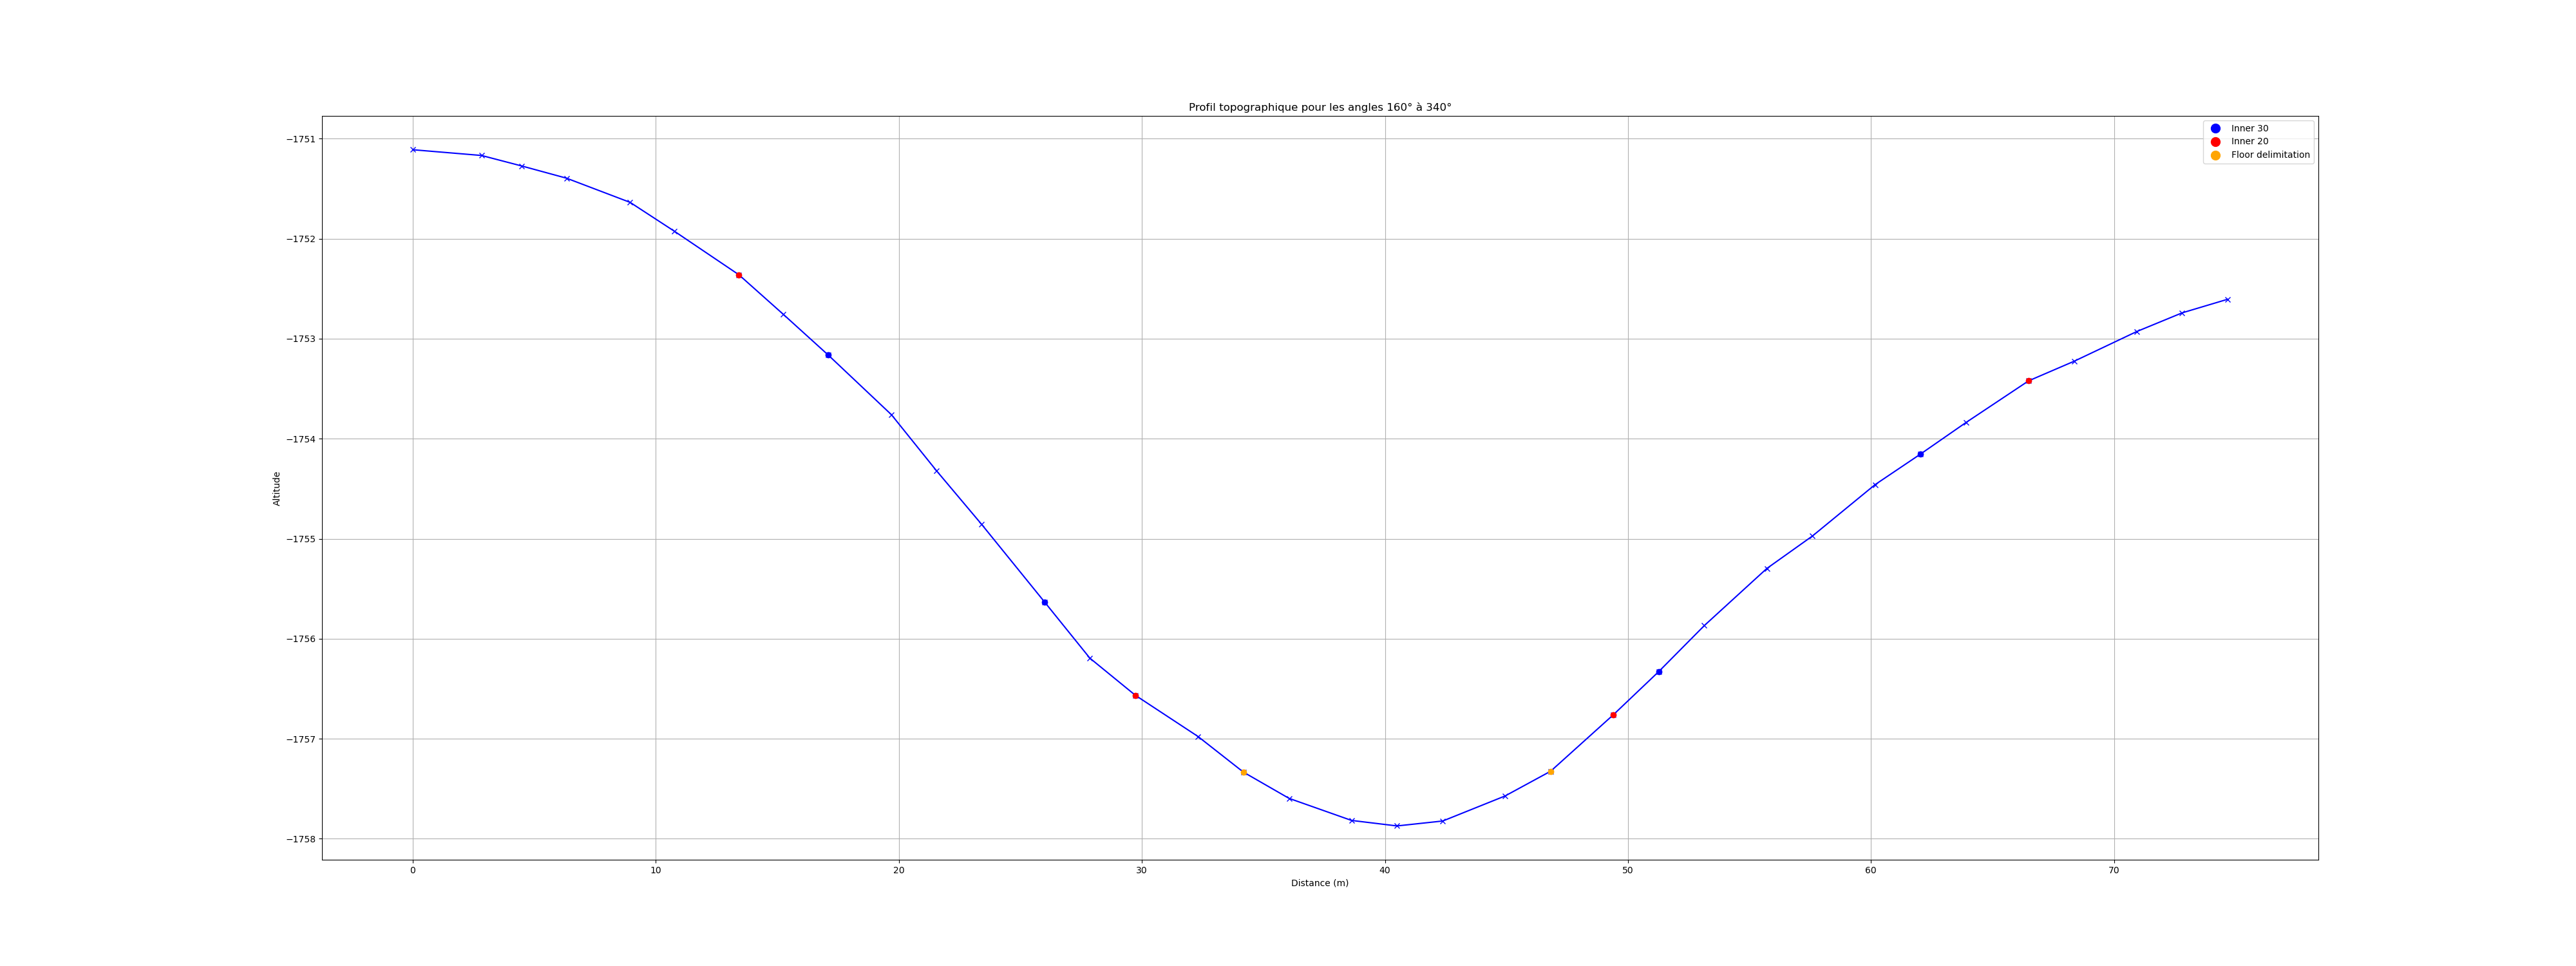 Profil topographique pour les angles 160° à 340°
Inner 30
Inner 20
Floor delimitation
Altitude
−1751
−1752
−1753
−1754
−1755
−1756
−1757
−1758
0 10 20 30 40 50 60 70
Distance (m)